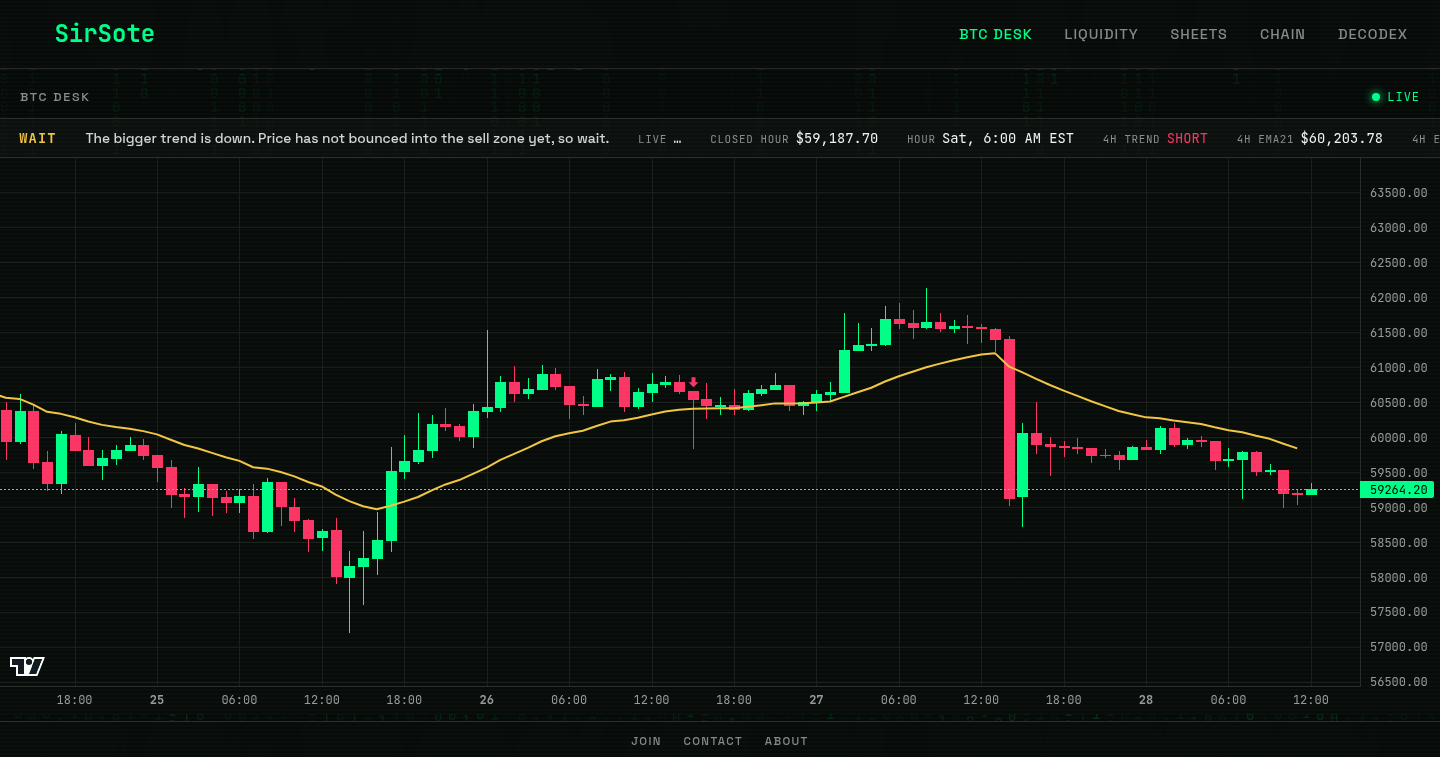 SirSote
BTC DESK LIQUIDITY SHEETS CHAIN DECODEX
BTC DESK
LIVE
WAIT The bigger trend is down. Price has not bounced into the sell zone yet, so wait. LIVE … CLOSED HOUR $59,187.70 HOUR Sat, 6:00 AM EST 4H TREND SHORT 4H EMA21 $60,203.78 4H E
63500.00
63000.00
62500.00
62000.00
61500.00
61000.00
60500.00
60000.00
59500.00
59264.20
59000.00
58500.00
58000.00
57500.00
57000.00
56500.00
18:00 25 06:00 12:00 18:00 26 06:00 12:00 18:00 27 06:00 12:00 18:00 28 06:00 12:00
JOIN CONTACT ABOUT